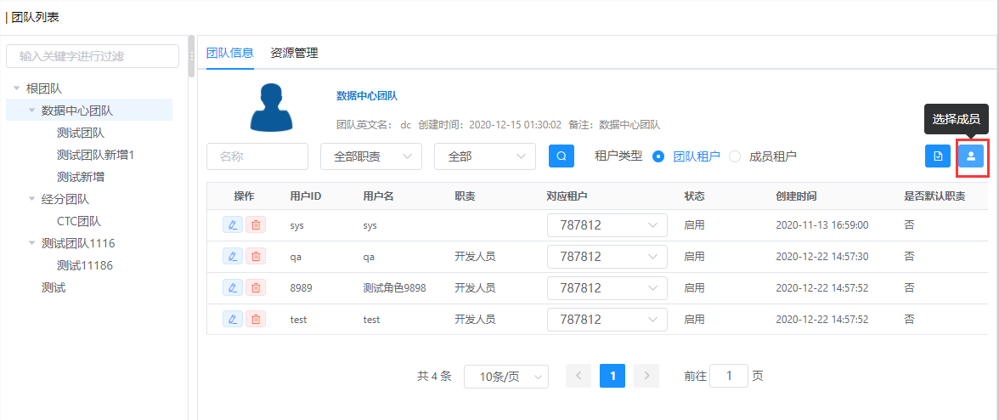 | 团队列表
输入关键字进行过滤
根团队
数据中心团队
测试团队
测试团队新增1
测试新增
经分团队
CTC团队
测试团队1116
测试11186
测试
团队信息 资源管理
数据中心团队
团队英文名： dc 创建时间：2020-12-15 01:30:02 备注：数据中心团队
选择成员
名称 全部职责 全部 租户类型 团队租户 成员租户
操作 用户ID 用户名 职责 对应租户 状态 创建时间 是否默认职责
sys sys 787812 启用 2020-11-13 16:59:00 否
qa qa 开发人员 787812 启用 2020-12-22 14:57:30 否
8989 测试角色9898 开发人员 787812 启用 2020-12-22 14:57:52 否
test test 开发人员 787812 启用 2020-12-22 14:57:52 否
共 4 条 10条/页 1 前往 1 页